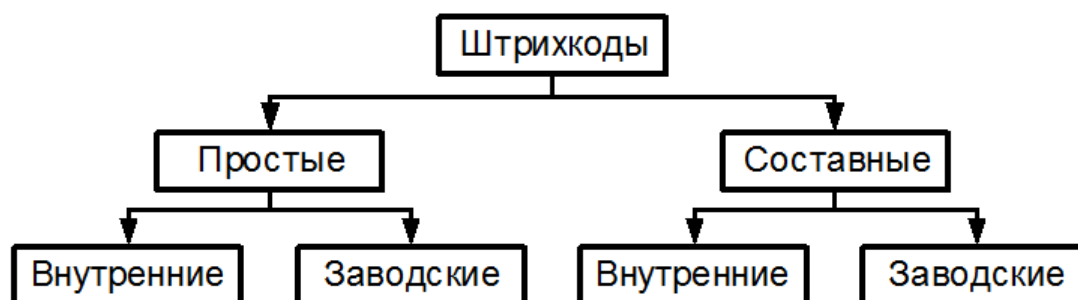 Штрихкоды
Простые
Составные
Внутренние
Заводские
Внутренние
Заводские